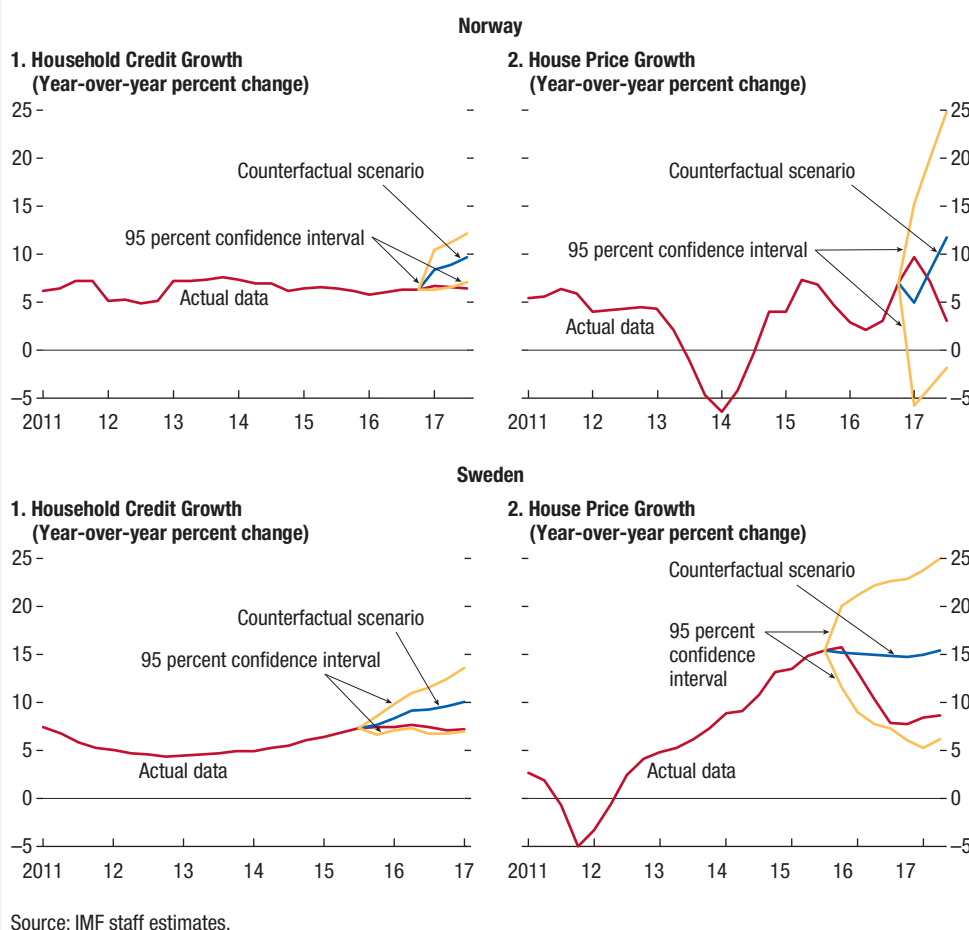 Norway
1. Household Credit Growth
(Year-over-year percent change)
25
20
15
10
5
0
–5
Counterfactual scenario
95 percent confidence interval
Actual data
2011 12 13 14 15 16 17
2. House Price Growth
(Year-over-year percent change)
25
20
15
10
5
0
–5
Counterfactual scenario
95 percent confidence interval
Actual data
2011 12 13 14 15 16 17
Sweden
1. Household Credit Growth
(Year-over-year percent change)
25
20
15
10
5
0
–5
Counterfactual scenario
95 percent confidence interval
Actual data
2011 12 13 14 15 16 17
2. House Price Growth
(Year-over-year percent change)
25
20
15
10
5
0
–5
Counterfactual scenario
95 percent
confidence
interval
Actual data
2011 12 13 14 15 16 17
Source: IMF staff estimates.